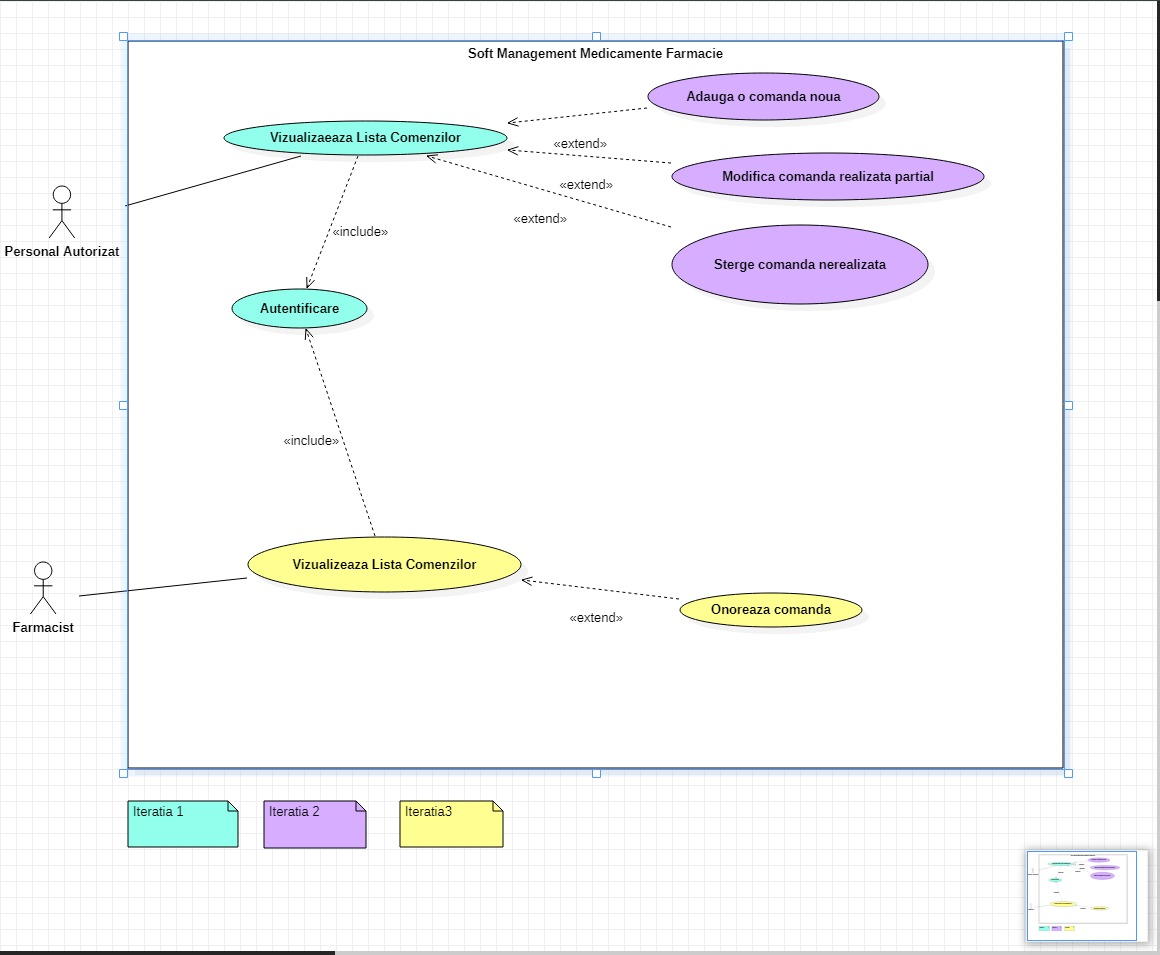 Soft Management Medicamente Farmacie
Adauga o comanda noua
Vizualizaeaza Lista Comenzilor
«extend»
Modifica comanda realizata partial
«extend»
«extend»
«include»
Personal Autorizat
Sterge comanda nerealizata
Autentificare
«include»
Vizualizeaza Lista Comenzilor
Onoreaza comanda
«extend»
Farmacist
Iteratia 1
Iteratia 2
Iteratia3